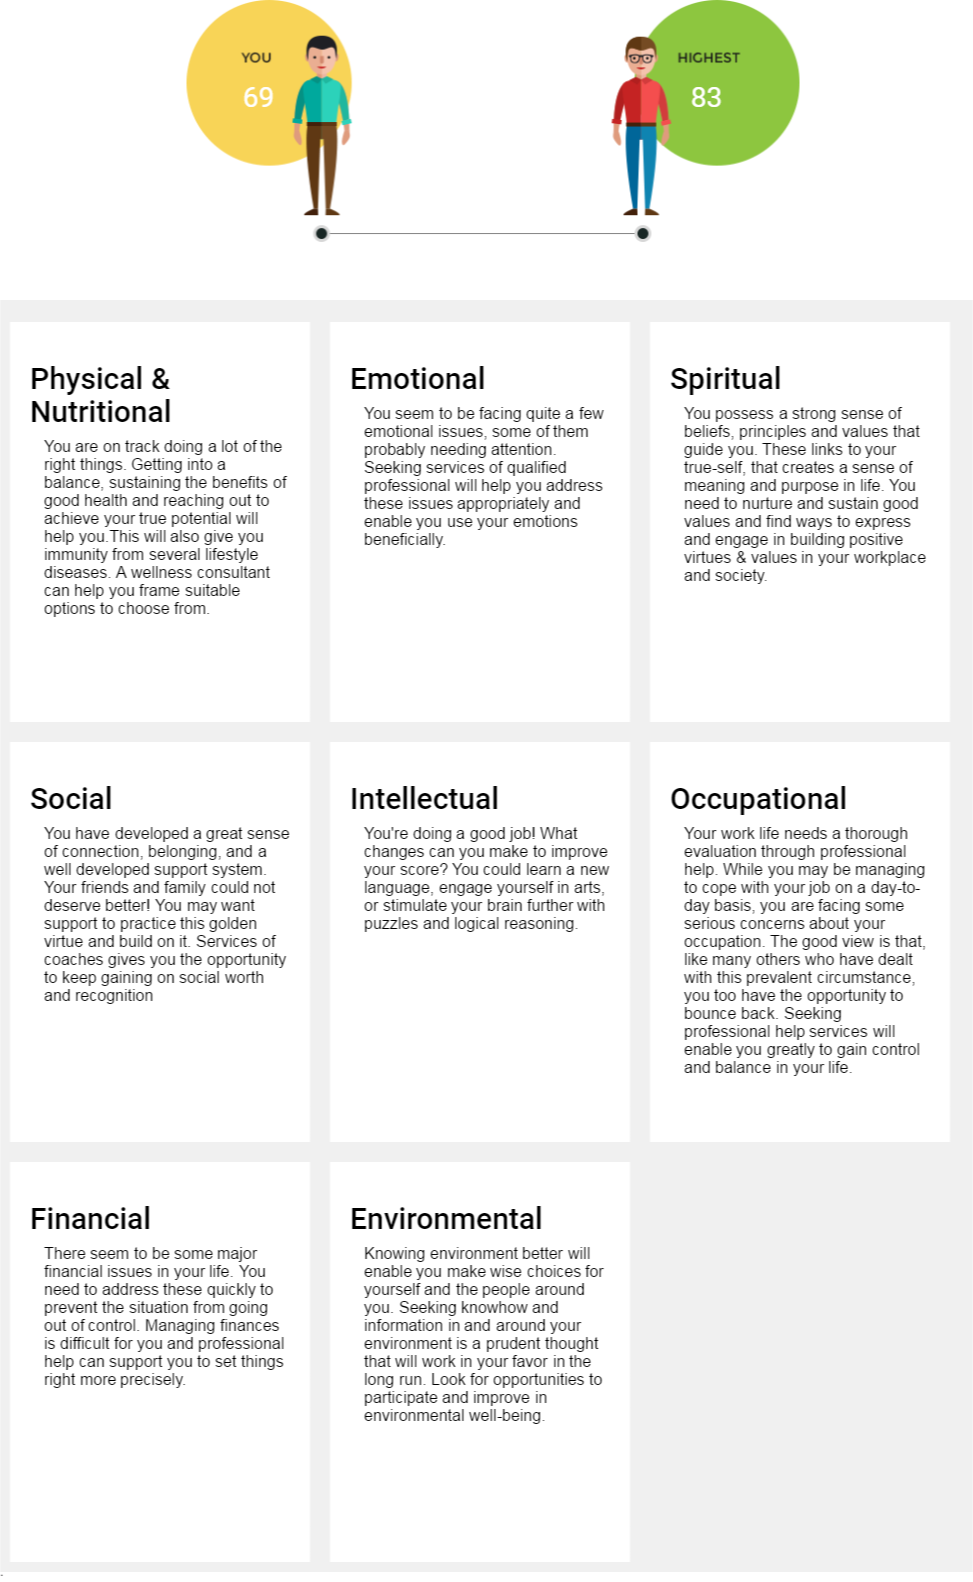 YOU
69
HIGHEST
83
Physical &
Nutritional
You are on track doing a lot of the
right things. Getting into a
balance, sustaining the benefits of
good health and reaching out to
achieve your true potential will
help you.This will also give you
immunity from several lifestyle
diseases. A wellness consultant
can help you frame suitable
options to choose from.
Emotional
You seem to be facing quite a few
emotional issues, some of them
probably needing attention.
Seeking services of qualified
professional will help you address
these issues appropriately and
enable you use your emotions
beneficially.
Spiritual
You possess a strong sense of
beliefs, principles and values that
guide you. These links to your
true-self, that creates a sense of
meaning and purpose in life. You
need to nurture and sustain good
values and find ways to express
and engage in building positive
virtues & values in your workplace
and society.
Social
You have developed a great sense
of connection, belonging, and a
well developed support system.
Your friends and family could not
deserve better! You may want
support to practice this golden
virtue and build on it. Services of
coaches gives you the opportunity
to keep gaining on social worth
and recognition
Intellectual
You're doing a good job! What
changes can you make to improve
your score? You could learn a new
language, engage yourself in arts,
or stimulate your brain further with
puzzles and logical reasoning.
Occupational
Your work life needs a thorough
evaluation through professional
help. While you may be managing
to cope with your job on a day-to-
day basis, you are facing some
serious concerns about your
occupation. The good view is that,
like many others who have dealt
with this prevalent circumstance,
you too have the opportunity to
bounce back. Seeking
professional help services will
enable you greatly to gain control
and balance in your life.
Financial
There seem to be some major
financial issues in your life. You
need to address these quickly to
prevent the situation from going
out of control. Managing finances
is difficult for you and professional
help can support you to set things
right more precisely.
Environmental
Knowing environment better will
enable you make wise choices for
yourself and the people around
you. Seeking knowhow and
information in and around your
environment is a prudent thought
that will work in your favor in the
long run. Look for opportunities to
participate and improve in
environmental well-being.